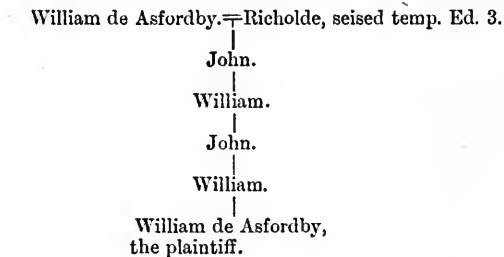 William de Asfordby.=Richolde, seised temp. Ed. 3.
John.
William.
John.
William.
William de Asfordby,
the plaintiff.